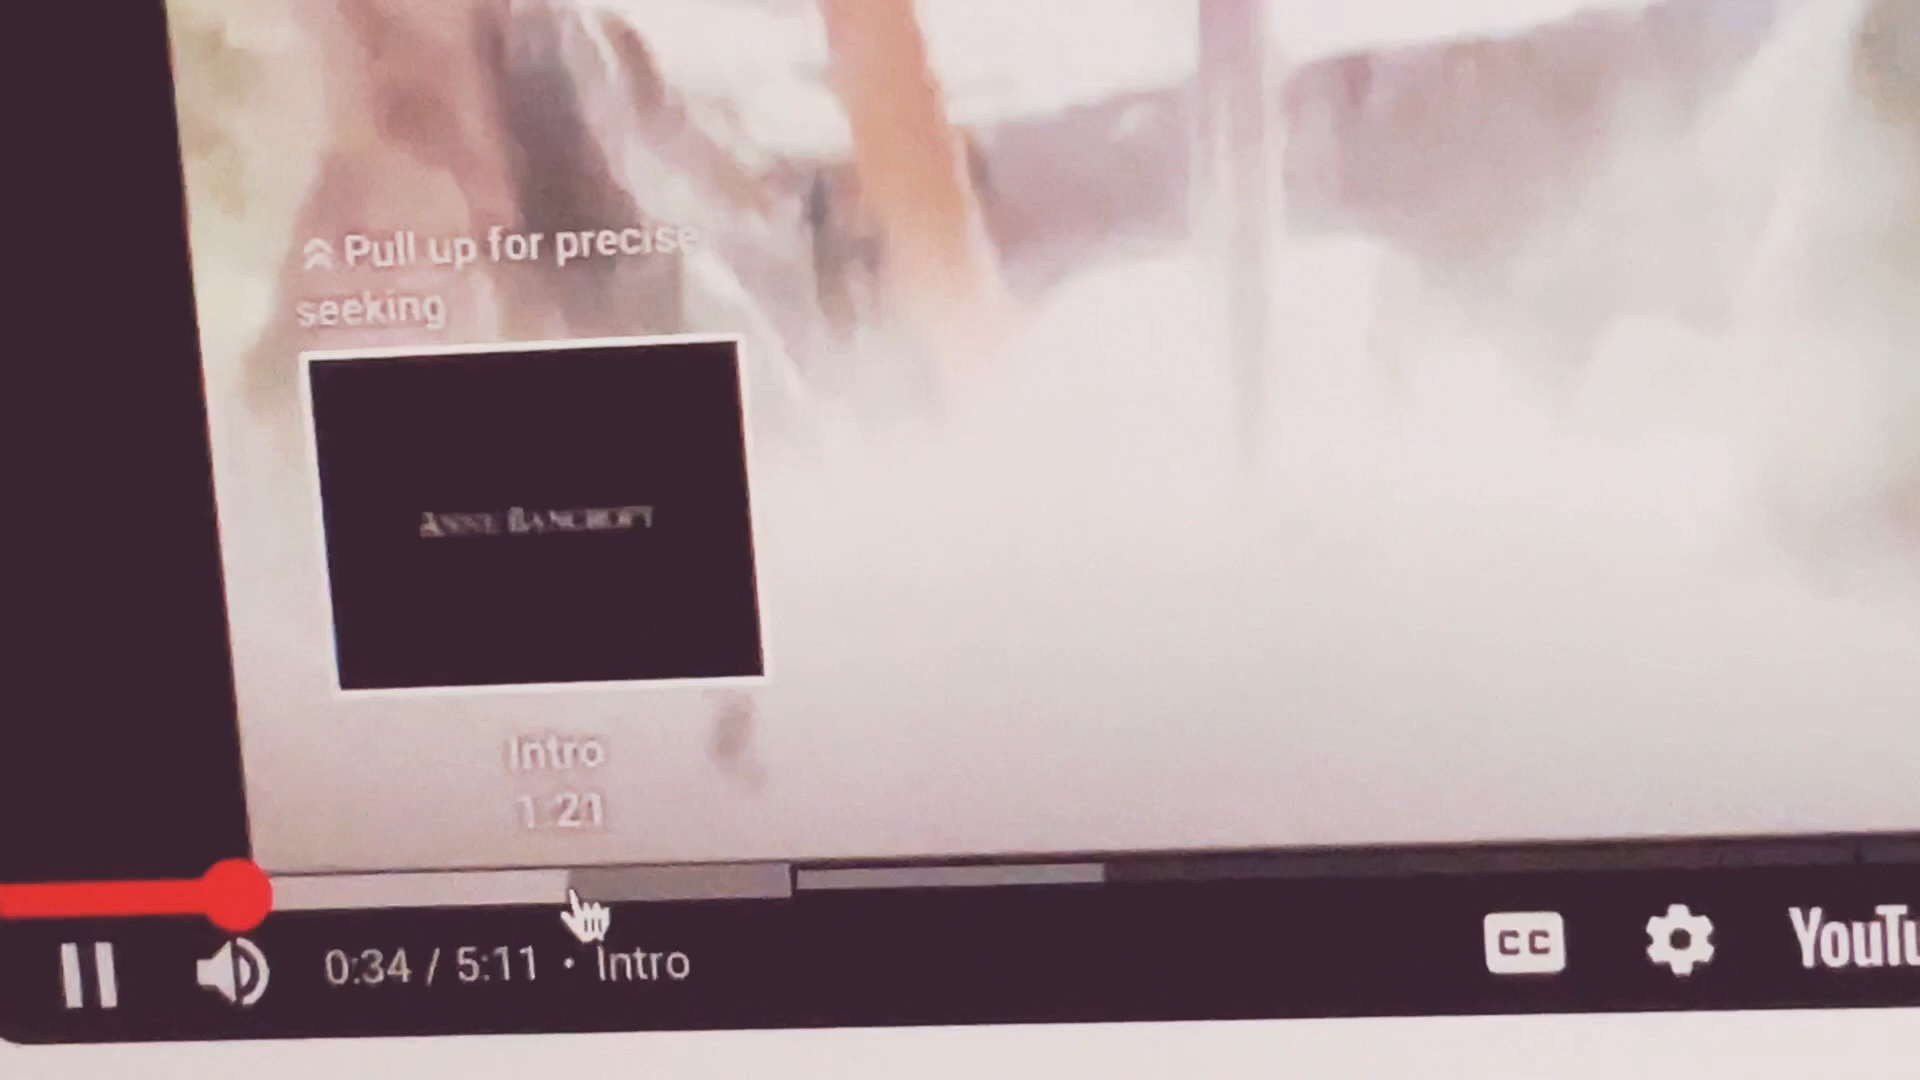 Pull up for precise
seeking
ANNE BANCROFT
Intro
1:21
0:34 / 5:11 • Intro
CC
YouTu